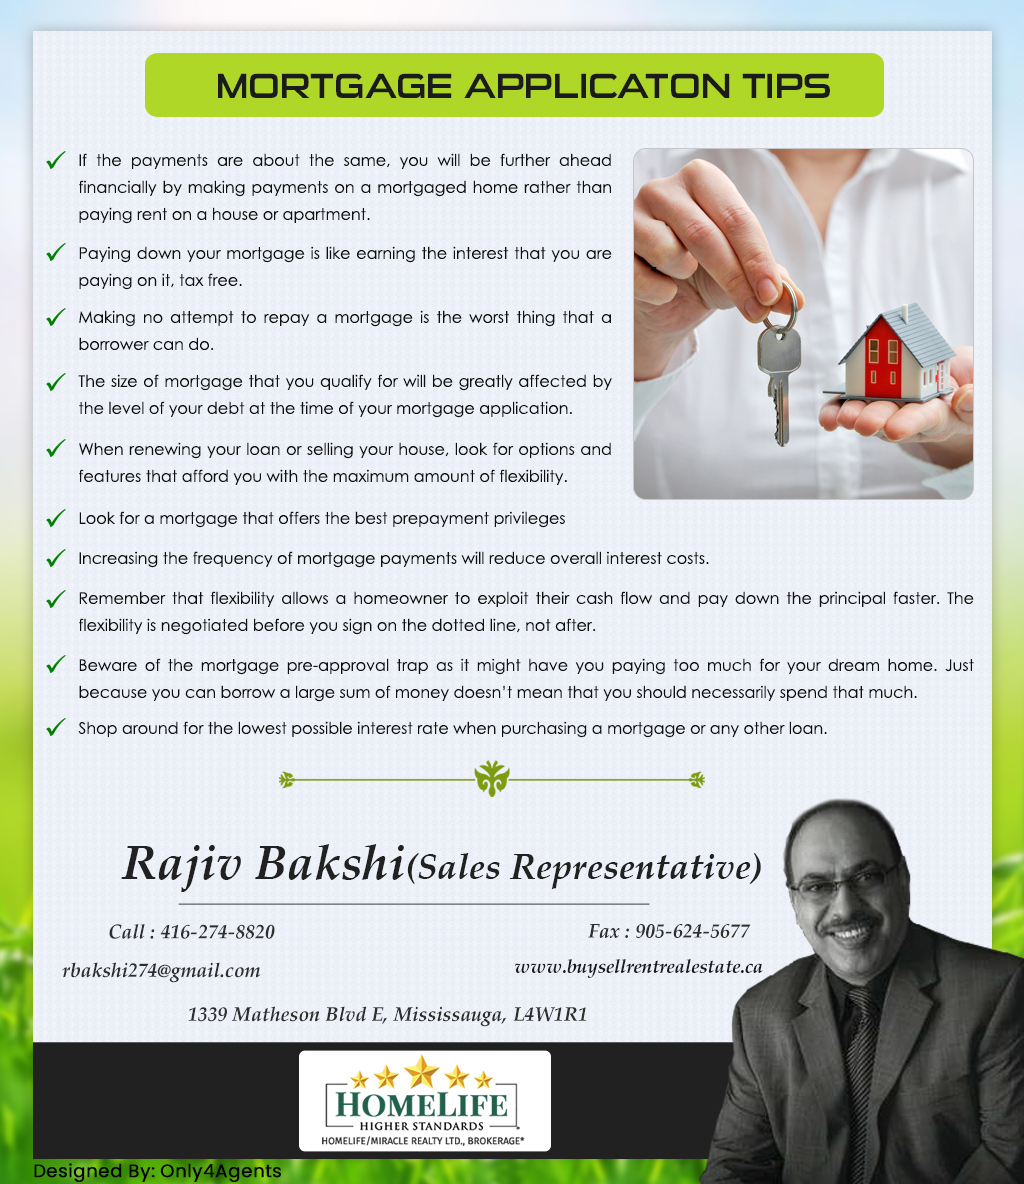 MORTGAGE APPLICATON TIPS
If the payments are about the same, you will be further ahead
financially by making payments on a mortgaged home rather than
paying rent on a house or apartment.
Paying down your mortgage is like earning the interest that you are
paying on it, tax free.
Making no attempt to repay a mortgage is the worst thing that a
borrower can do.
The size of mortgage that you qualify for will be greatly affected by
the level of your debt at the time of your mortgage application.
When renewing your loan or selling your house, look for options and
features that afford you with the maximum amount of flexibility.
Look for a mortgage that offers the best prepayment privileges
Increasing the frequency of mortgage payments will reduce overall interest costs.
Remember that flexibility allows a homeowner to exploit their cash flow and pay down the principal faster. The
flexibility is negotiated before you sign on the dotted line, not after.
Beware of the mortgage pre-approval trap as it might have you paying too much for your dream home. Just
because you can borrow a large sum of money doesn't mean that you should necessarily spend that much.
Shop around for the lowest possible interest rate when purchasing a mortgage or any other loan.
Rajiv Bakshi(Sales Representative)
Call : 416-274-8820
Fax : 905-624-5677
rbakshi274@gmail.com
www.buysellrentrealestate.ca
1339 Matheson Blvd E, Mississauga, L4W1R1
HOMELIFE
HIGHER STANDARDS
HOMELIFE/MIRACLE REALTY LTD., BROKERAGE*
Designed By: Only4Agents